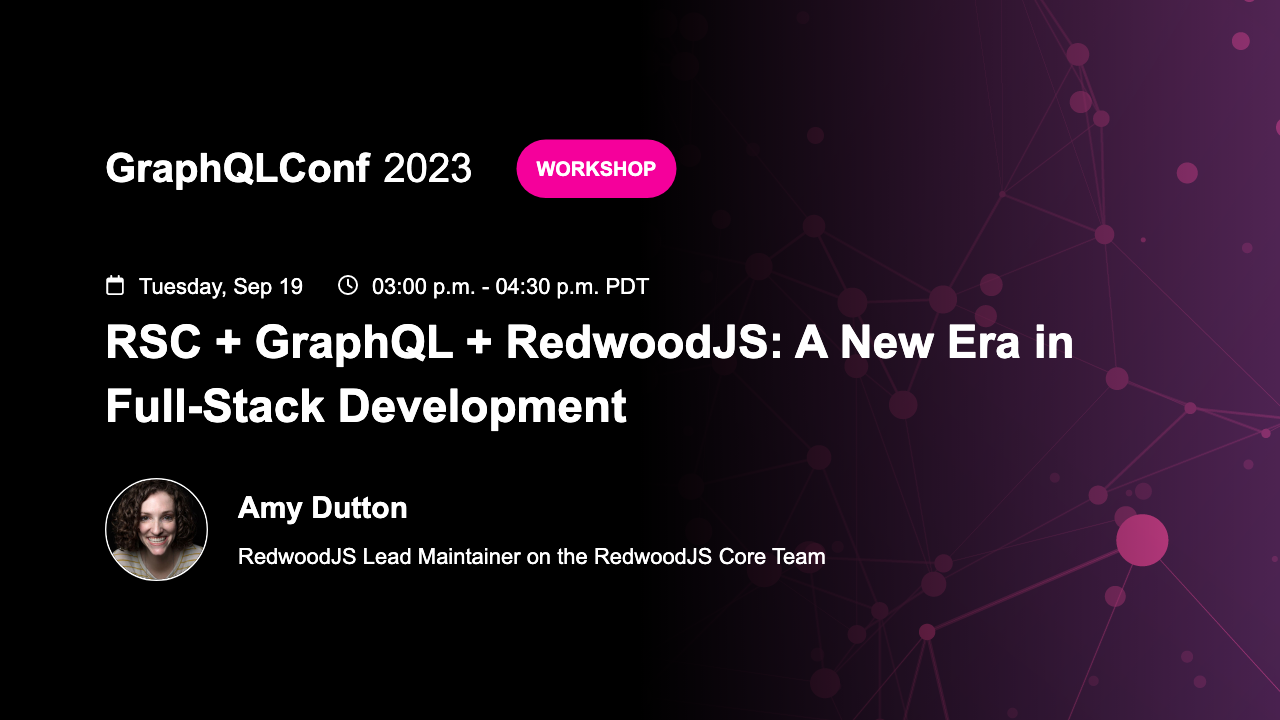 GraphQLConf 2023 WORKSHOP
Tuesday, Sep 19 03:00 p.m. - 04:30 p.m. PDT
RSC + GraphQL + RedwoodJS: A New Era in
Full-Stack Development
Amy Dutton
RedwoodJS Lead Maintainer on the RedwoodJS Core Team